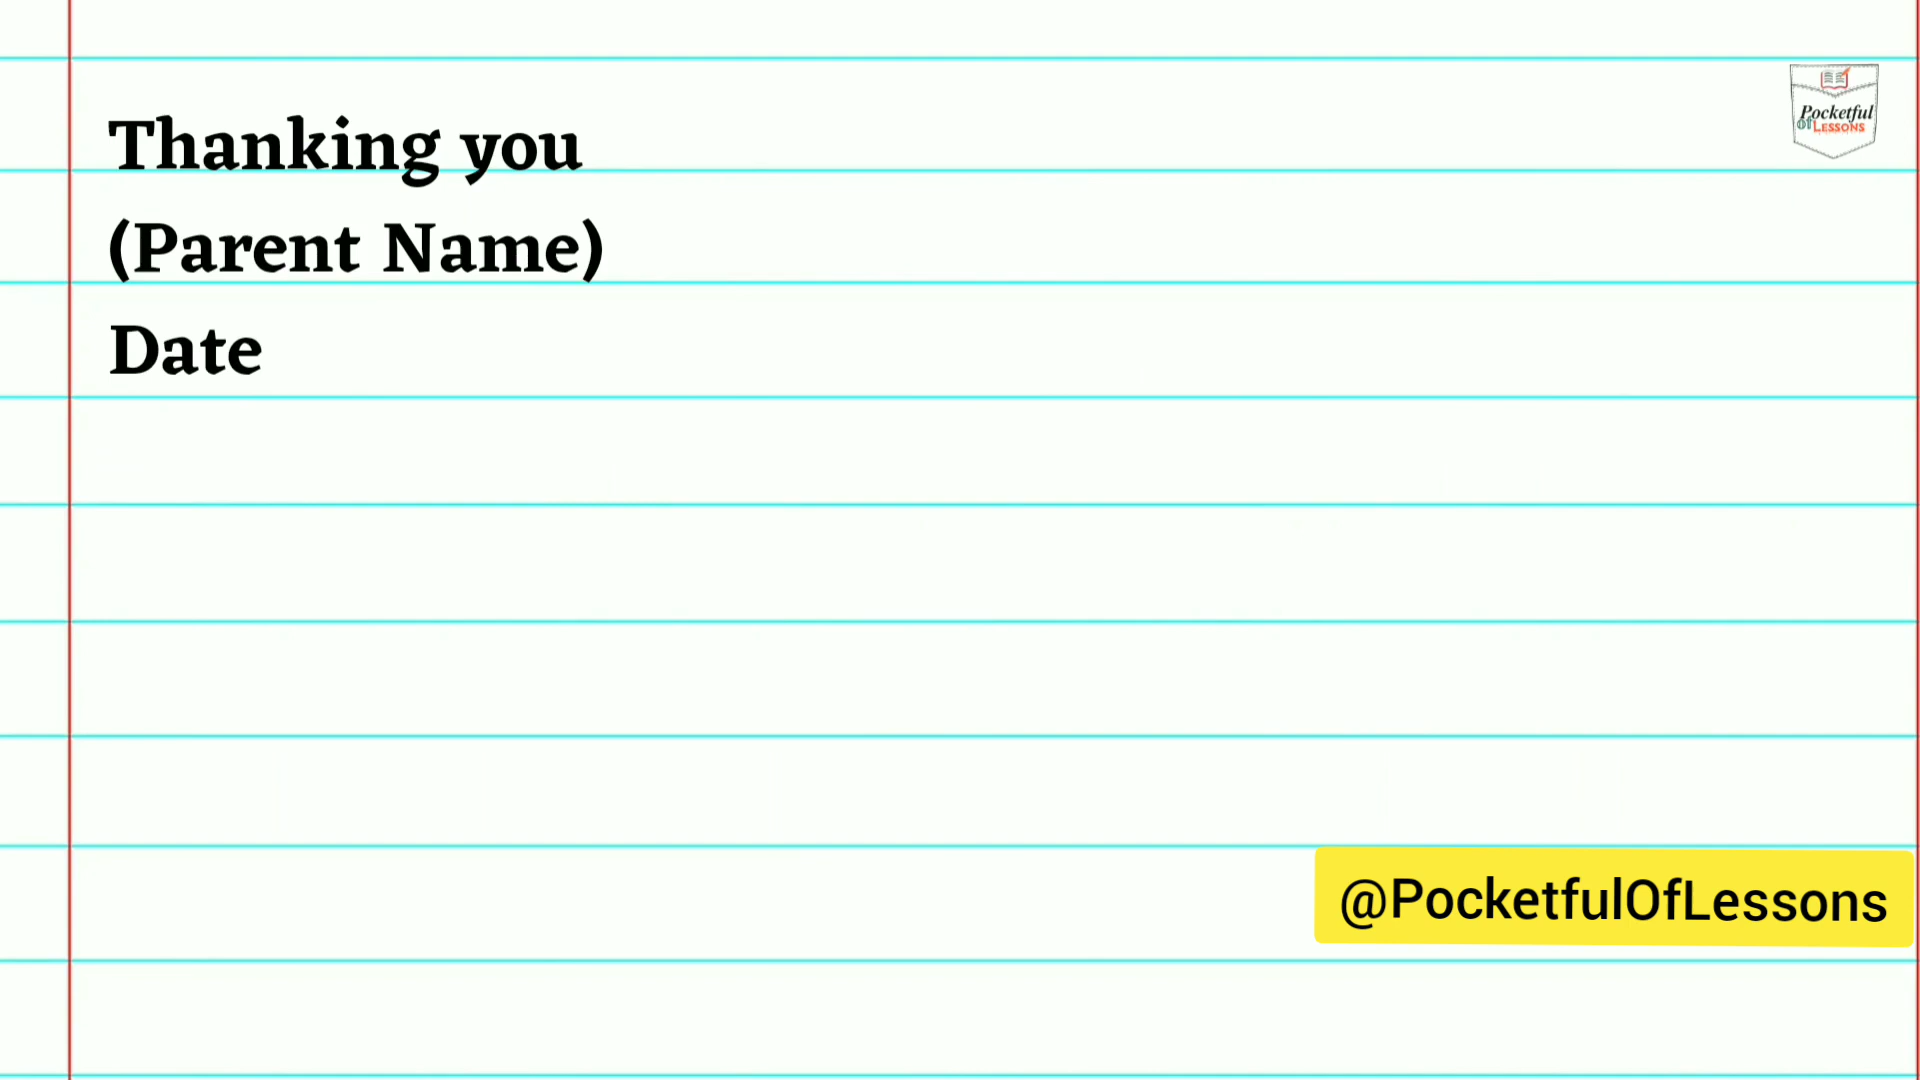 Thanking you
(Parent Name)
Date
Pocketful
of LESSONS
@PocketfulOfLessons